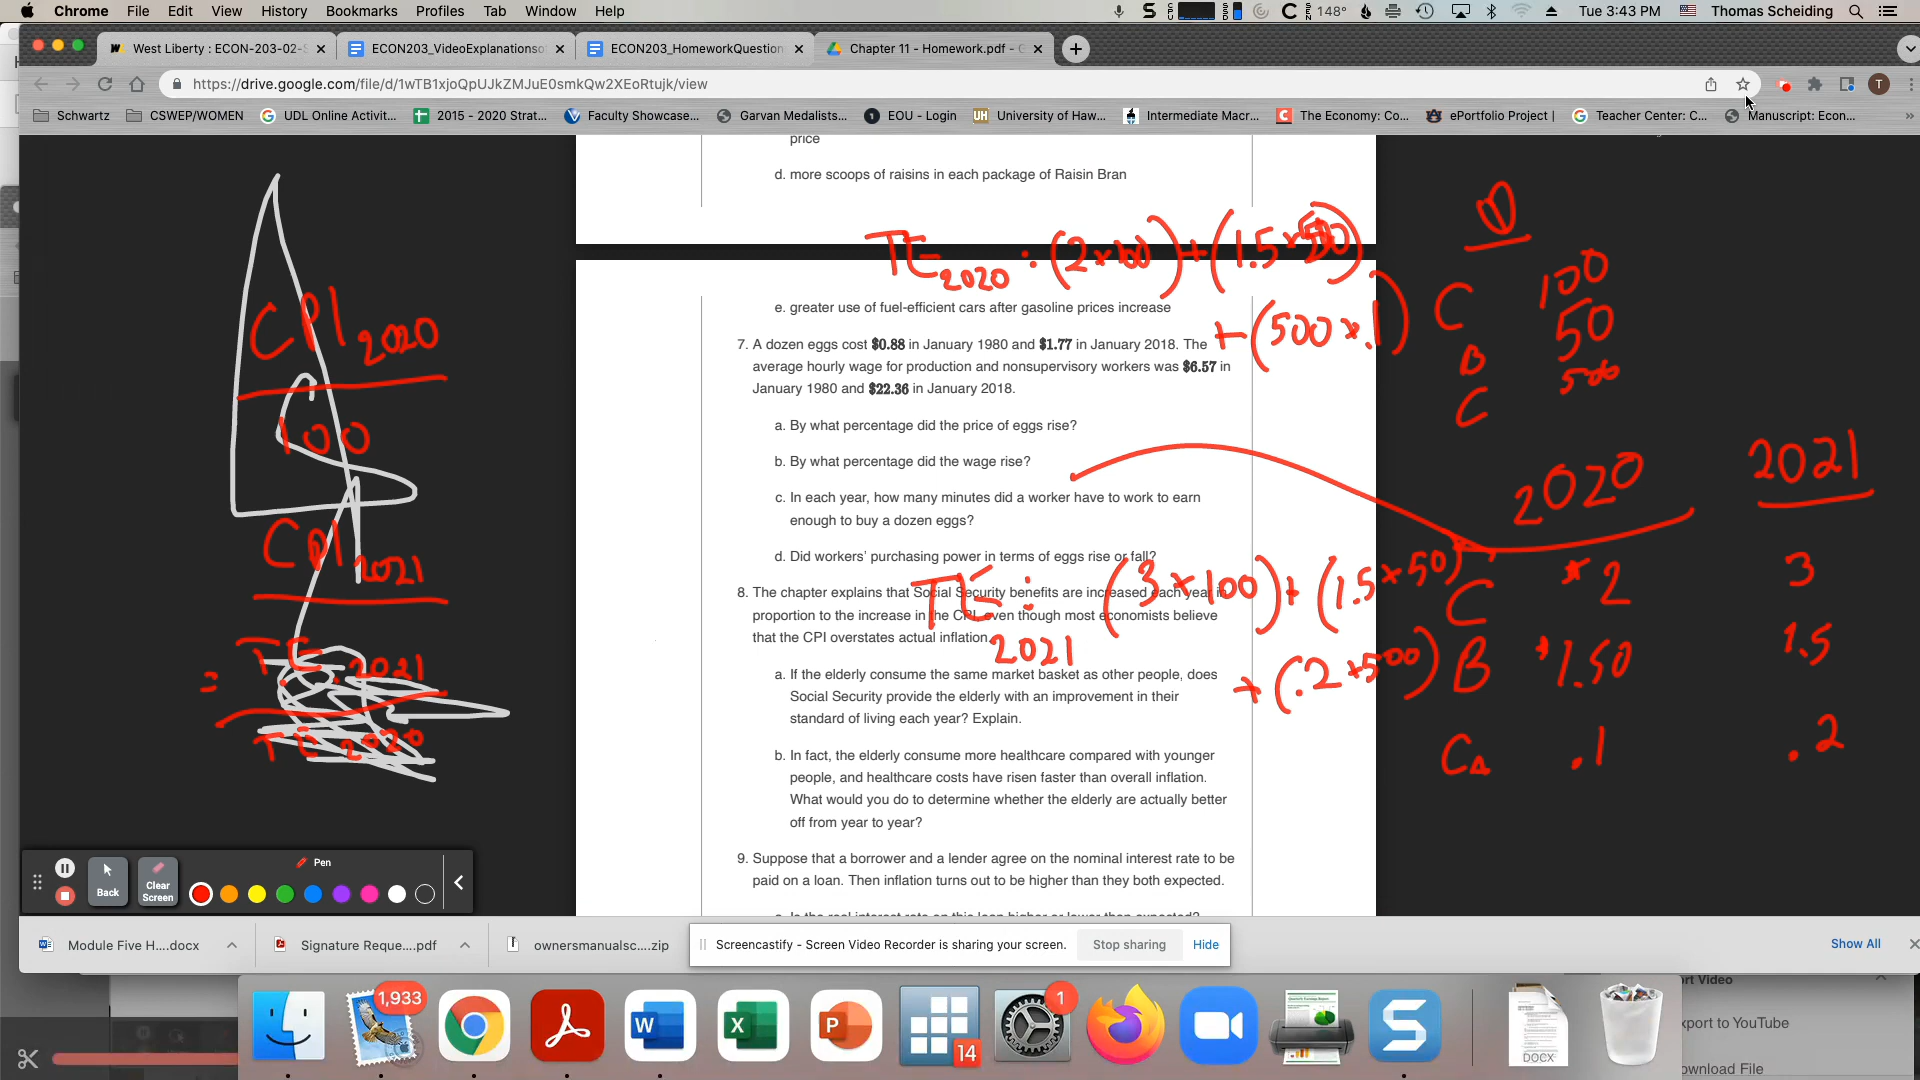 Chrome File Edit View History Bookmarks Profiles Tab Window Help 148° Tue 3:43 PM Thomas Scheiding
West Liberty : ECON-203-02-S ECON203_VideoExplanationso ECON203_HomeworkQuestion Chapter 11 - Homework.pdf - G
https://drive.google.com/file/d/1wTB1xjoQpUJkZMJuE0smkQw2XEoRtujk/view
Schwartz CSWEP/WOMEN UDL Online Activit... 2015 - 2020 Strat... Faculty Showcase... Garvan Medalists... EOU - Login University of Haw... Intermediate Macr... The Economy: Co... ePortfolio Project | Teacher Center: C... Manuscript: Econ... »
price
d. more scoops of raisins in each package of Raisin Bran
TE2020 : (2×100) + (1.5×50)
+ (500×.1)
C 100
B 50
C 500
e. greater use of fuel-efficient cars after gasoline prices increase
7. A dozen eggs cost $0.88 in January 1980 and $1.77 in January 2018. The
average hourly wage for production and nonsupervisory workers was $6.57 in
January 1980 and $22.36 in January 2018.
a. By what percentage did the price of eggs rise?
b. By what percentage did the wage rise?
c. In each year, how many minutes did a worker have to work to earn
enough to buy a dozen eggs?
d. Did workers' purchasing power in terms of eggs rise or fall?
8. The chapter explains that Social Security benefits are increased each year in
proportion to the increase in the CPI even though most economists believe
that the CPI overstates actual inflation.
a. If the elderly consume the same market basket as other people, does
Social Security provide the elderly with an improvement in their
standard of living each year? Explain.
b. In fact, the elderly consume more healthcare compared with younger
people, and healthcare costs have risen faster than overall inflation.
What would you do to determine whether the elderly are actually better
off from year to year?
9. Suppose that a borrower and a lender agree on the nominal interest rate to be
paid on a loan. Then inflation turns out to be higher than they both expected.
CPI2020
100
CPI2021
= TE 2021
TE 2020
TE2021 : (3×100) + (1.5×50)
+ (.2×500)
2020 2021
C 2 3
B $1.50 1.5
CA .1 .2
Pen
Back Clear Screen
Module Five H....docx Signature Reque....pdf ownersmanualsc....zip Screencastify - Screen Video Recorder is sharing your screen. Stop sharing Hide Show All
1,933 1 14
DOCX
ort Video
xport to YouTube
ownload File